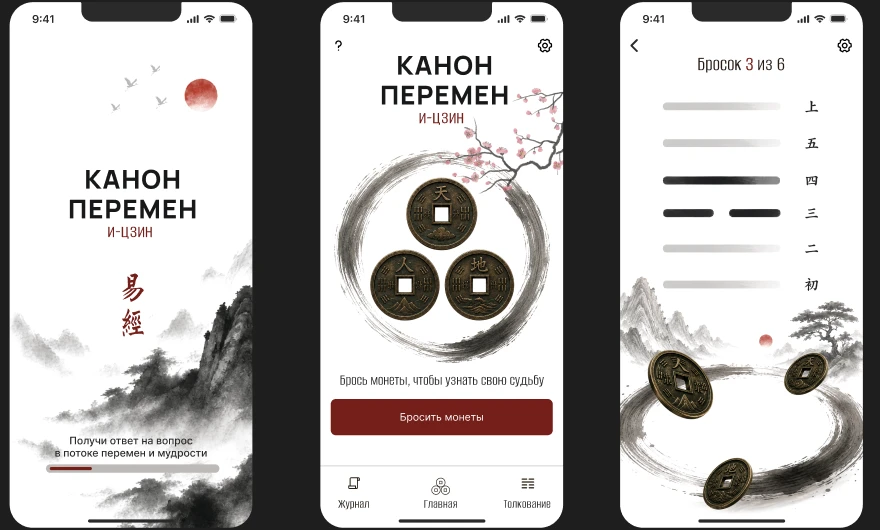 9:41
КАНОН
ПЕРЕМЕН
И-ЦЗИН
易
經
Получи ответ на вопрос
в потоке перемен и мудрости
9:41
?
КАНОН
ПЕРЕМЕН
И-ЦЗИН
天
人
地
Брось монеты, чтобы узнать свою судьбу
Бросить монеты
Журнал
Главная
Толкование
9:41
Бросок 3 из 6
上
五
四
三
二
初
天
地